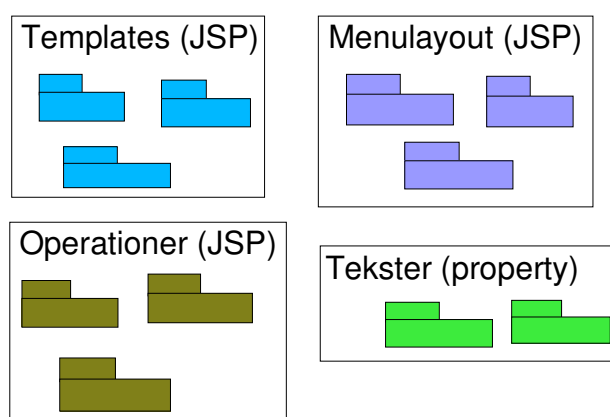 Templates (JSP)
Menulayout (JSP)
Operationer (JSP)
Tekster (property)